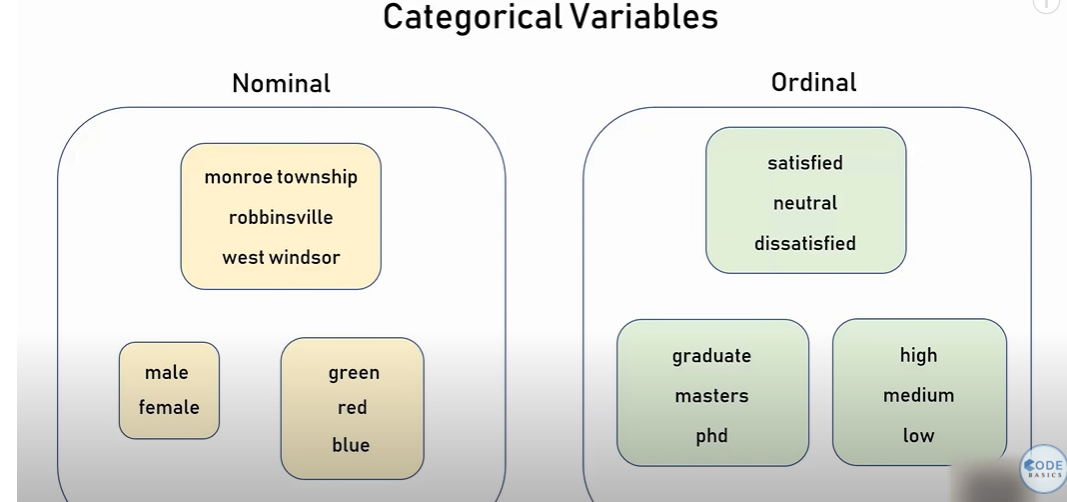 Categorical Variables
Nominal
monroe township
robbinsville
west windsor
male
female
green
red
blue
Ordinal
satisfied
neutral
dissatisfied
graduate
masters
phd
high
medium
low
CODE
BASICS